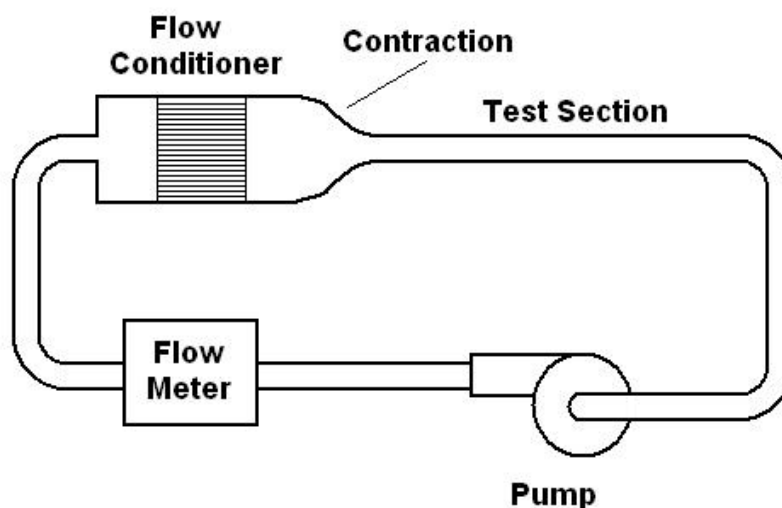 Flow
Conditioner
Contraction
Test Section
Flow
Meter
Pump